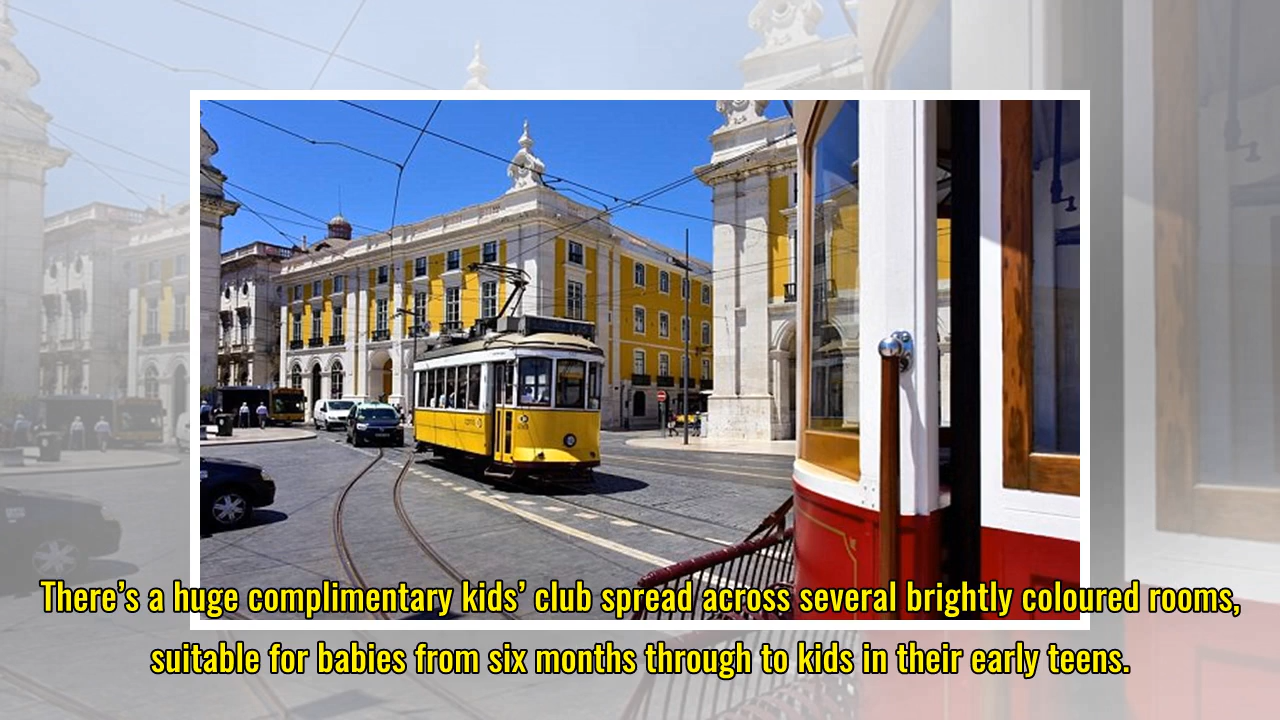 There’s a huge complimentary kids’ club spread across several brightly coloured rooms,
suitable for babies from six months through to kids in their early teens.